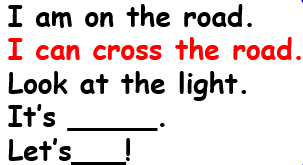 I am on the road.
I can cross the road.
Look at the light.
It's _____.
Let's___!